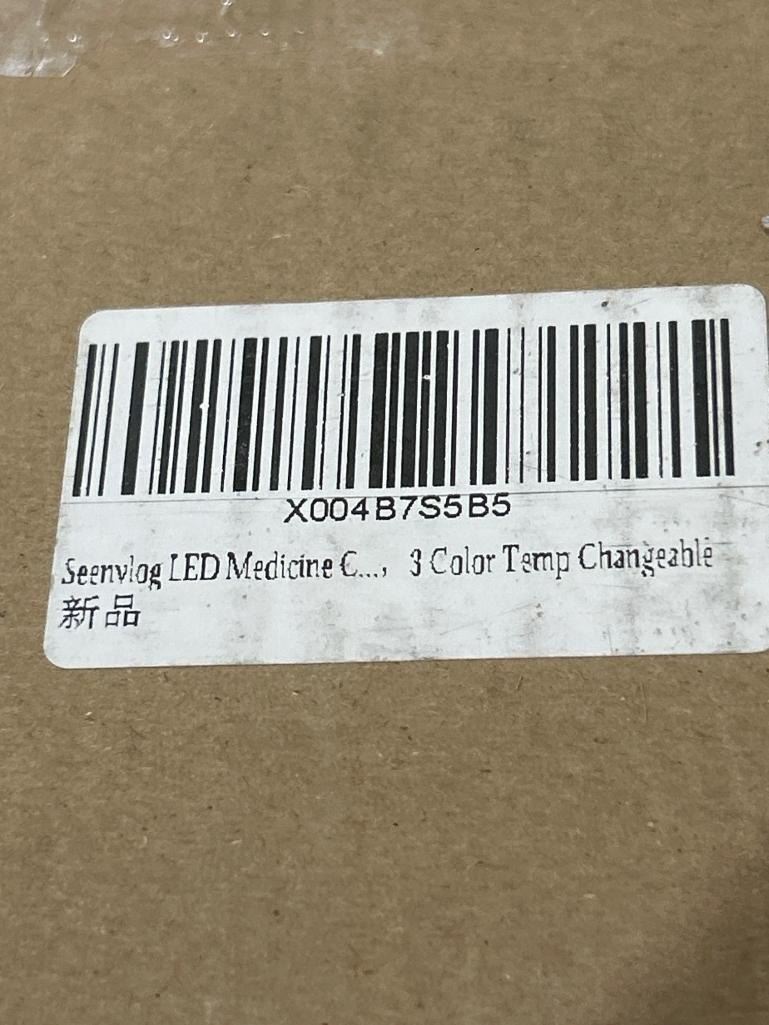 X004B7S5B5
Seenvlog LED Medicine C...， 3 Color Temp Changeable
新品